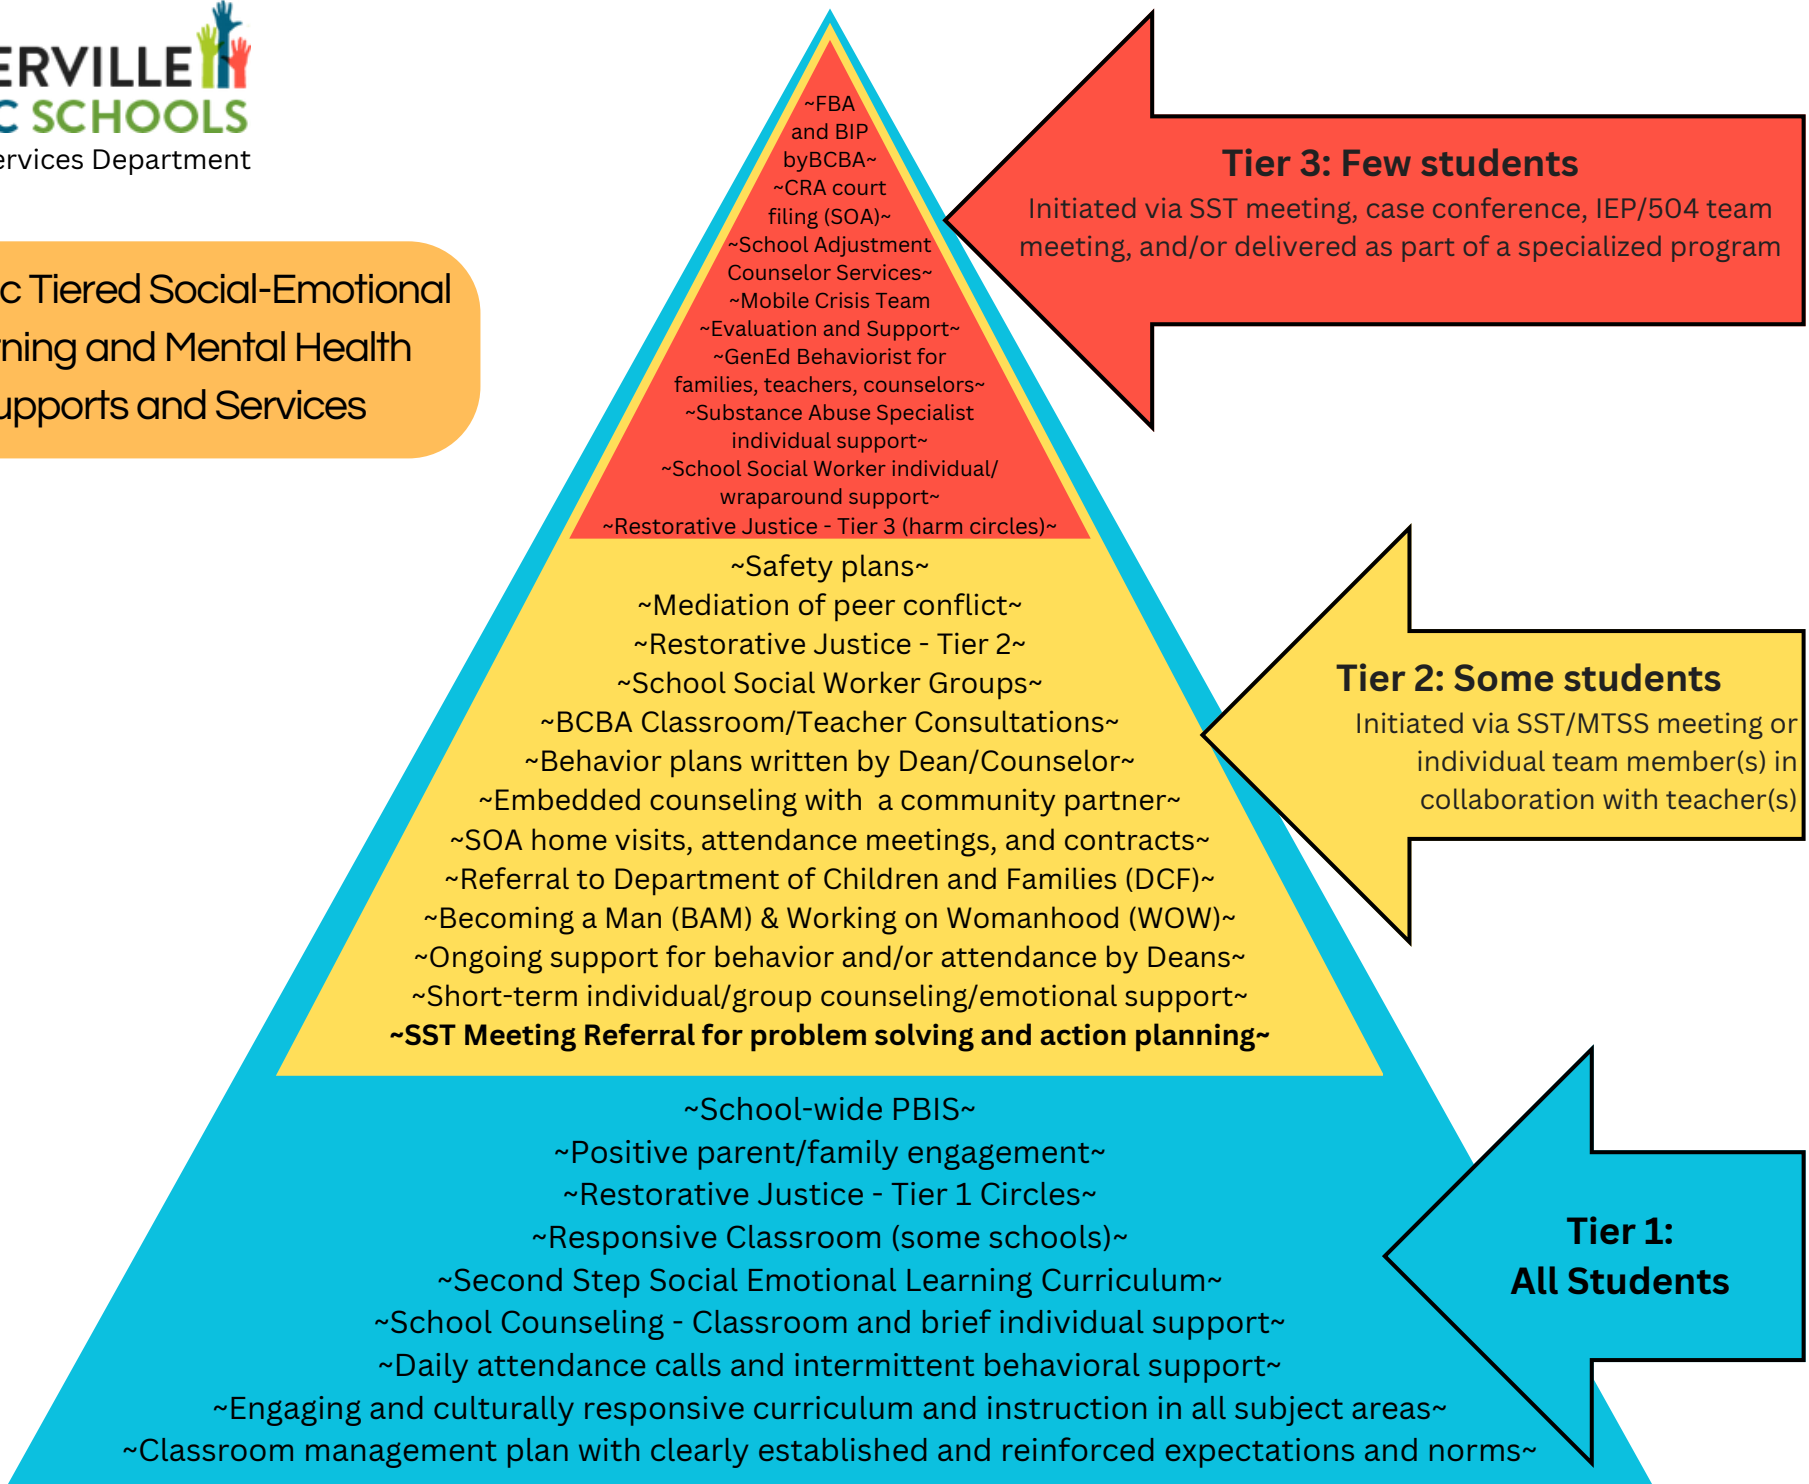 ERVILLE
C SCHOOLS
ervices Department
c Tiered Social-Emotional
ning and Mental Health
upports and Services
~FBA
and BIP
byBCBA~
~CRA court
filing (SOA)~
~School Adjustment
Counselor Services~
~Mobile Crisis Team
~Evaluation and Support~
~GenEd Behaviorist for
families, teachers, counselors~
~Substance Abuse Specialist
individual support~
~School Social Worker individual/
wraparound support~
~Restorative Justice - Tier 3 (harm circles)~
Tier 3: Few students
Initiated via SST meeting, case conference, IEP/504 team
meeting, and/or delivered as part of a specialized program
~Safety plans~
~Mediation of peer conflict~
~Restorative Justice - Tier 2~
~School Social Worker Groups~
~BCBA Classroom/Teacher Consultations~
~Behavior plans written by Dean/Counselor~
~Embedded counseling with  a community partner~
~SOA home visits, attendance meetings, and contracts~
~Referral to Department of Children and Families (DCF)~
~Becoming a Man (BAM) & Working on Womanhood (WOW)~
~Ongoing support for behavior and/or attendance by Deans~
~Short-term individual/group counseling/emotional support~
~SST Meeting Referral for problem solving and action planning~
Tier 2: Some students
Initiated via SST/MTSS meeting or
individual team member(s) in
collaboration with teacher(s)
~School-wide PBIS~
~Positive parent/family engagement~
~Restorative Justice - Tier 1 Circles~
~Responsive Classroom (some schools)~
~Second Step Social Emotional Learning Curriculum~
~School Counseling - Classroom and brief individual support~
~Daily attendance calls and intermittent behavioral support~
~Engaging and culturally responsive curriculum and instruction in all subject areas~
~Classroom management plan with clearly established and reinforced expectations and norms~
Tier 1:
All Students